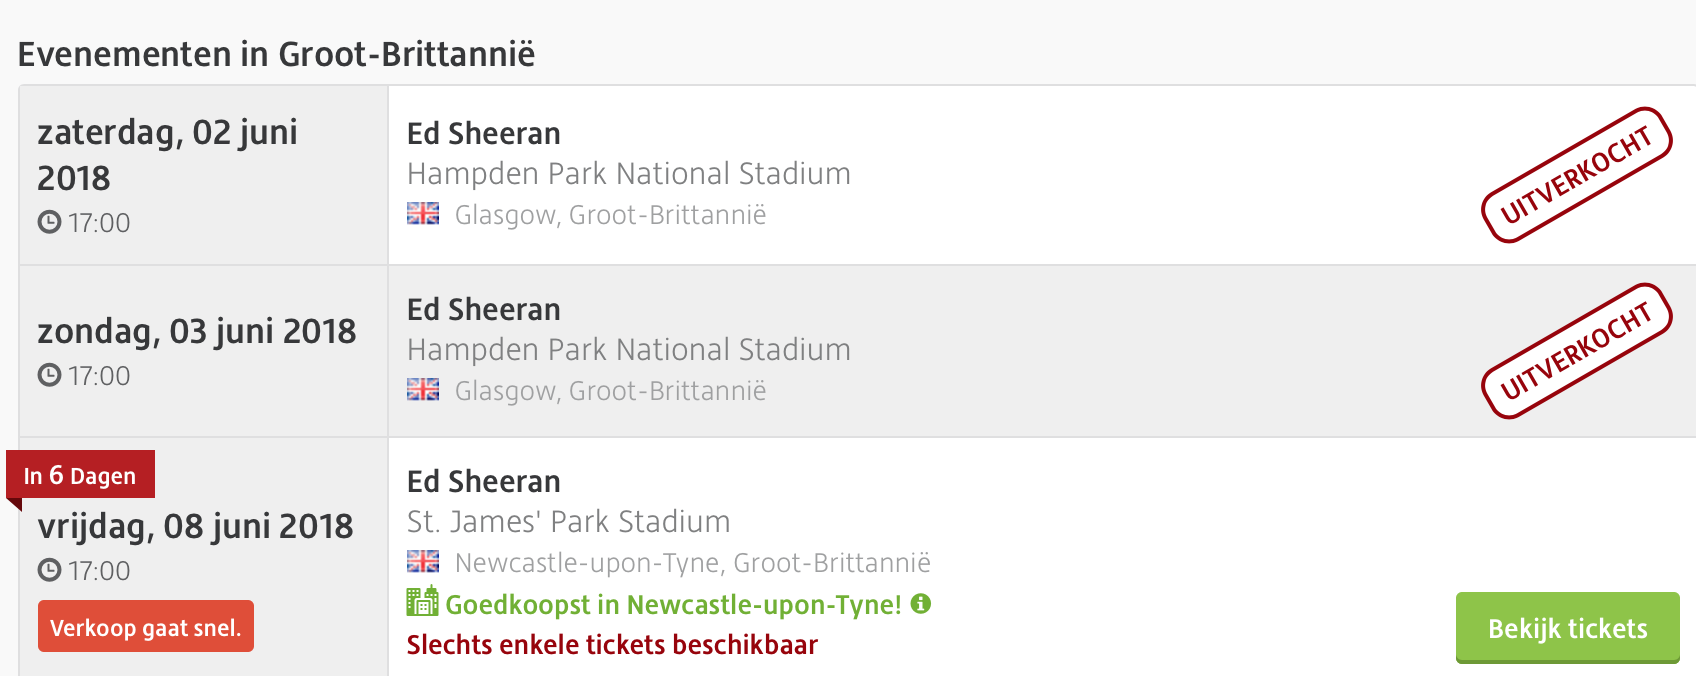 Evenementen in Groot-Brittannië
zaterdag, 02 juni
2018
17:00
Ed Sheeran
Hampden Park National Stadium
Glasgow, Groot-Brittannië
UITVERKOCHT
zondag, 03 juni 2018
17:00
Ed Sheeran
Hampden Park National Stadium
Glasgow, Groot-Brittannië
UITVERKOCHT
In 6 Dagen
vrijdag, 08 juni 2018
17:00
Verkoop gaat snel.
Ed Sheeran
St. James' Park Stadium
Newcastle-upon-Tyne, Groot-Brittannië
Goedkoopst in Newcastle-upon-Tyne!
Slechts enkele tickets beschikbaar
Bekijk tickets